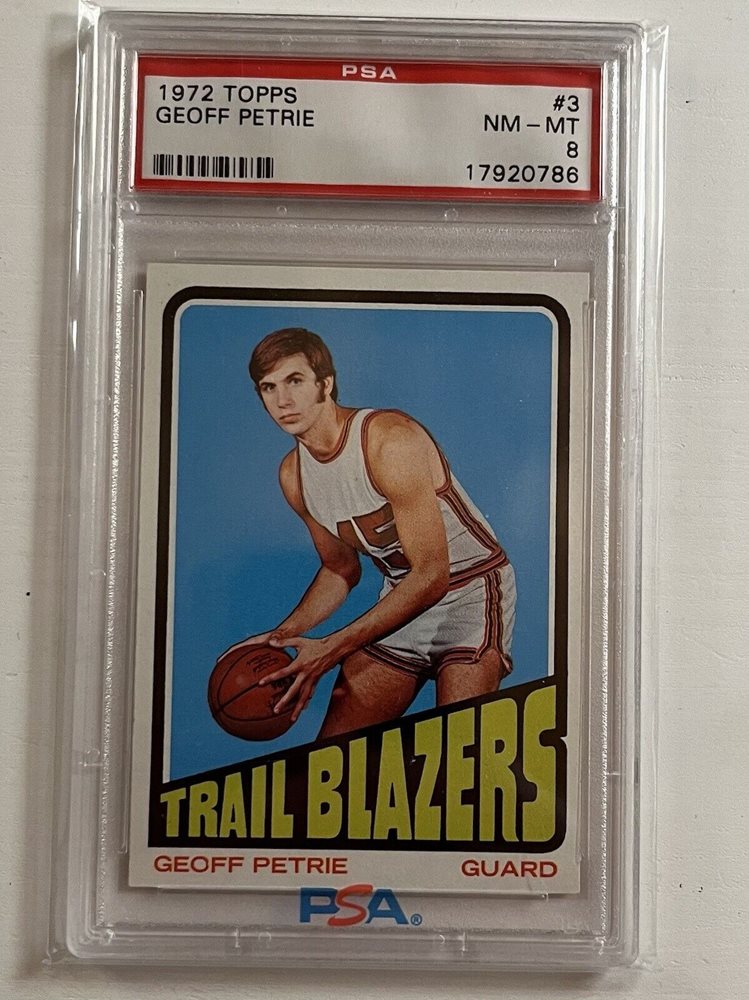 PSA
1972 TOPPS #3
GEOFF PETRIE NM - MT
8
17920786
TRAIL BLAZERS
GEOFF PETRIE GUARD
PSA®